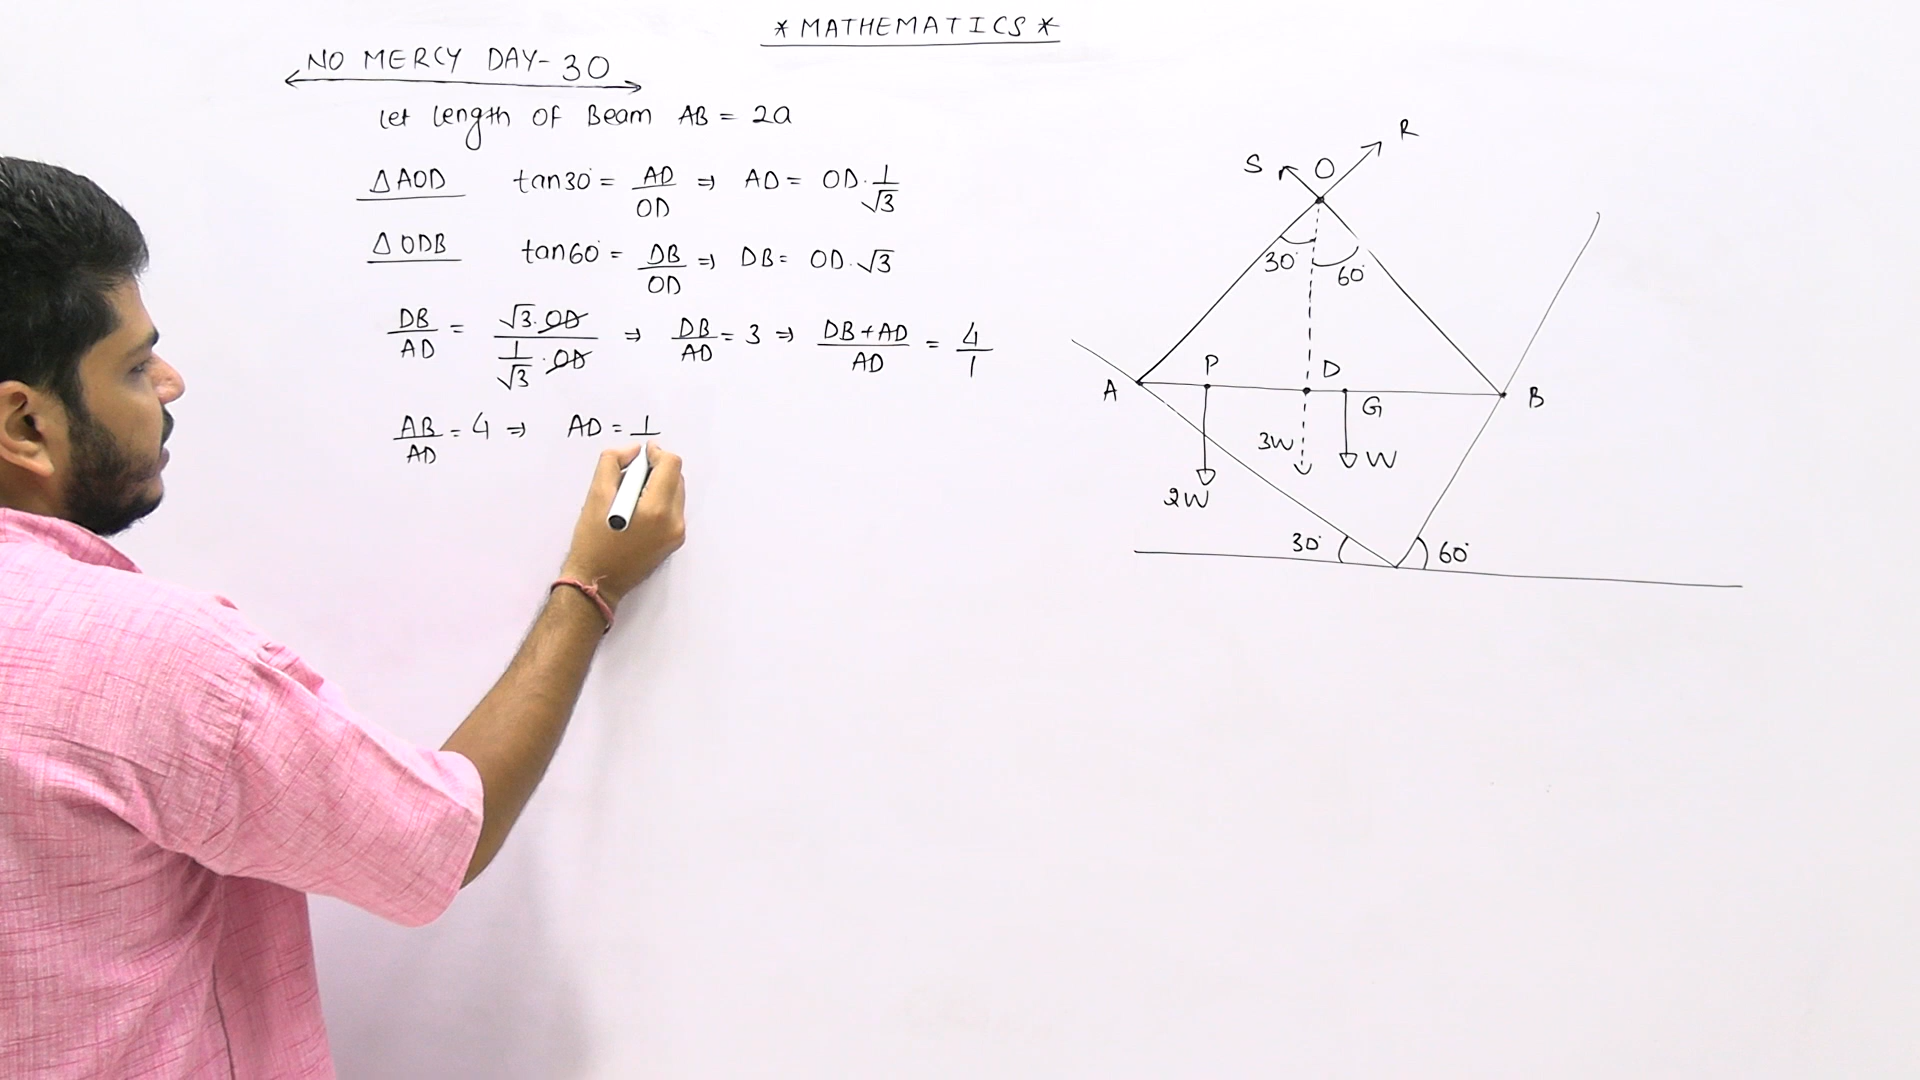 * MATHEMATICS *
NO MERCY DAY-30
Let Length OF Beam AB = 2a
△AOD tan30° = AD/OD ⇒ AD = OD·1/√3
△ODB tan60° = DB/OD ⇒ DB = OD·√3
DB/AD = √3·OD / 1/√3·OD ⇒ DB/AD = 3 ⇒ DB+AD/AD = 4/1
AB/AD = 4 ⇒ AD = 1/
S O R
30° 60°
A P D G B
3W W
2W
30° 60°